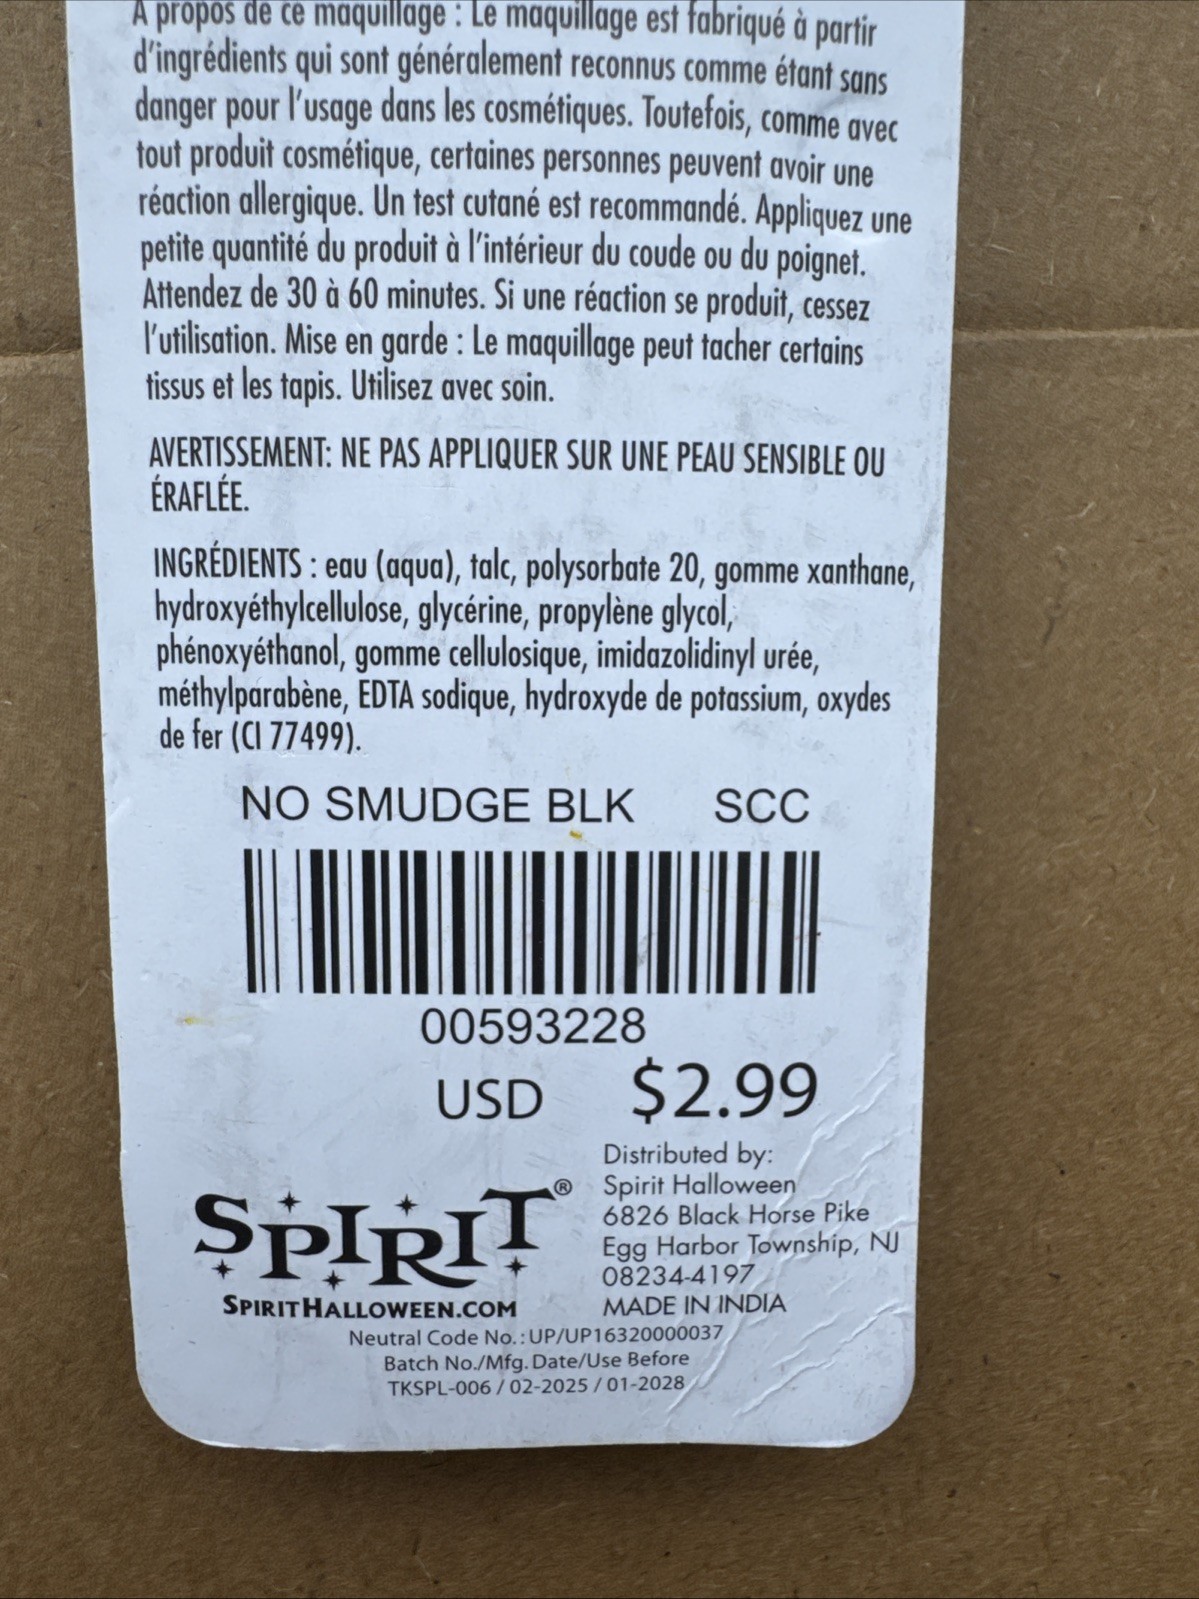 À propos de ce maquillage : Le maquillage est fabriqué à partir
d'ingrédients qui sont généralement reconnus comme étant sans
danger pour l'usage dans les cosmétiques. Toutefois, comme avec
tout produit cosmétique, certaines personnes peuvent avoir une
réaction allergique. Un test cutané est recommandé. Appliquez une
petite quantité du produit à l'intérieur du coude ou du poignet.
Attendez de 30 à 60 minutes. Si une réaction se produit, cessez
l'utilisation. Mise en garde : Le maquillage peut tacher certains
tissus et les tapis. Utilisez avec soin.
AVERTISSEMENT: NE PAS APPLIQUER SUR UNE PEAU SENSIBLE OU
ÉRAFLÉE.
INGRÉDIENTS : eau (aqua), talc, polysorbate 20, gomme xanthane,
hydroxyéthylcellulose, glycérine, propylène glycol,
phénoxyéthanol, gomme cellulosique, imidazolidinyl urée,
méthylparabène, EDTA sodique, hydroxyde de potassium, oxydes
de fer (CI 77499).
NO SMUDGE BLK SCC
00593228
USD $2.99
SPIRIT®
SPIRITHALLOWEEN.COM
Distributed by:
Spirit Halloween
6826 Black Horse Pike
Egg Harbor Township, NJ
08234-4197
MADE IN INDIA
Neutral Code No.: UP/UP16320000037
Batch No./Mfg. Date/Use Before
TKSPL-006 / 02-2025 / 01-2028